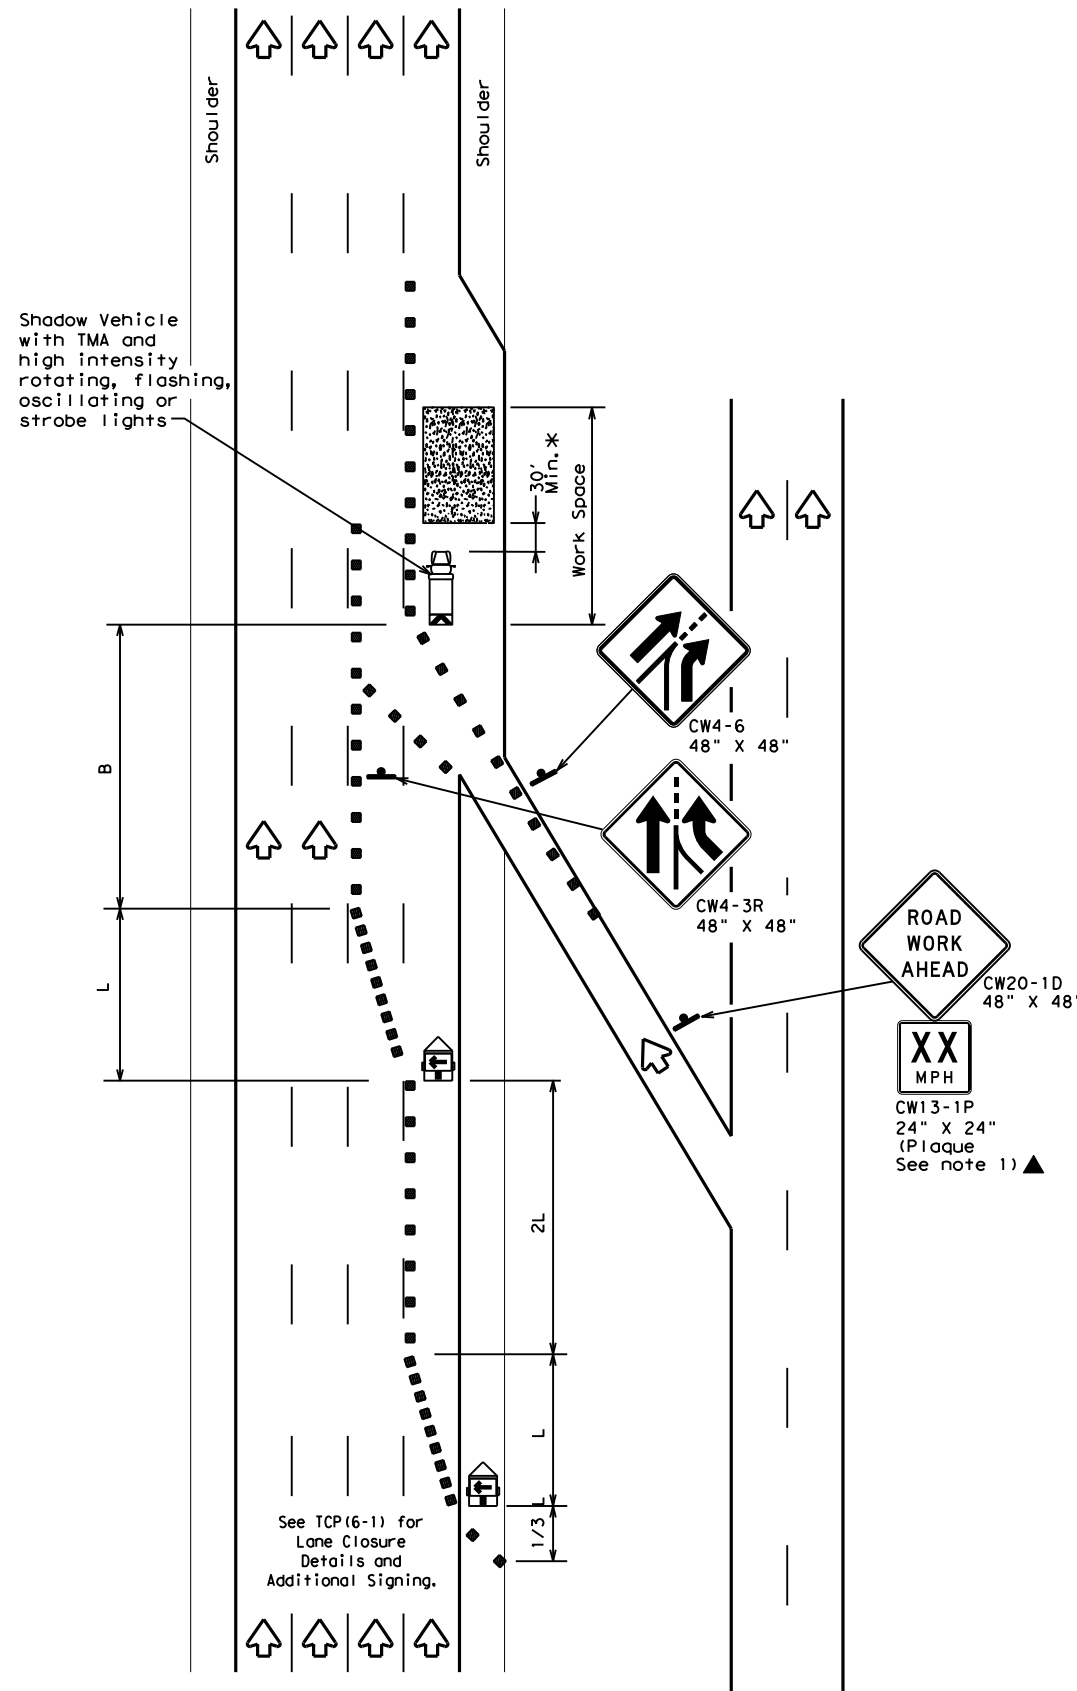 Shoulder
Shoulder
Shadow Vehicle
with TMA and
high intensity
rotating, flashing,
oscillating or
strobe lights
30'
Min.*
Work Space
CW4-6
48" X 48"
B
CW4-3R
48" X 48"
L
ROAD
WORK
AHEAD
CW20-1D
48" X 48"
XX
MPH
CW13-1P
24" X 24"
(Plaque
See note 1) ▲
2L
L
1/3 L
See TCP(6-1) for
Lane Closure
Details and
Additional Signing.